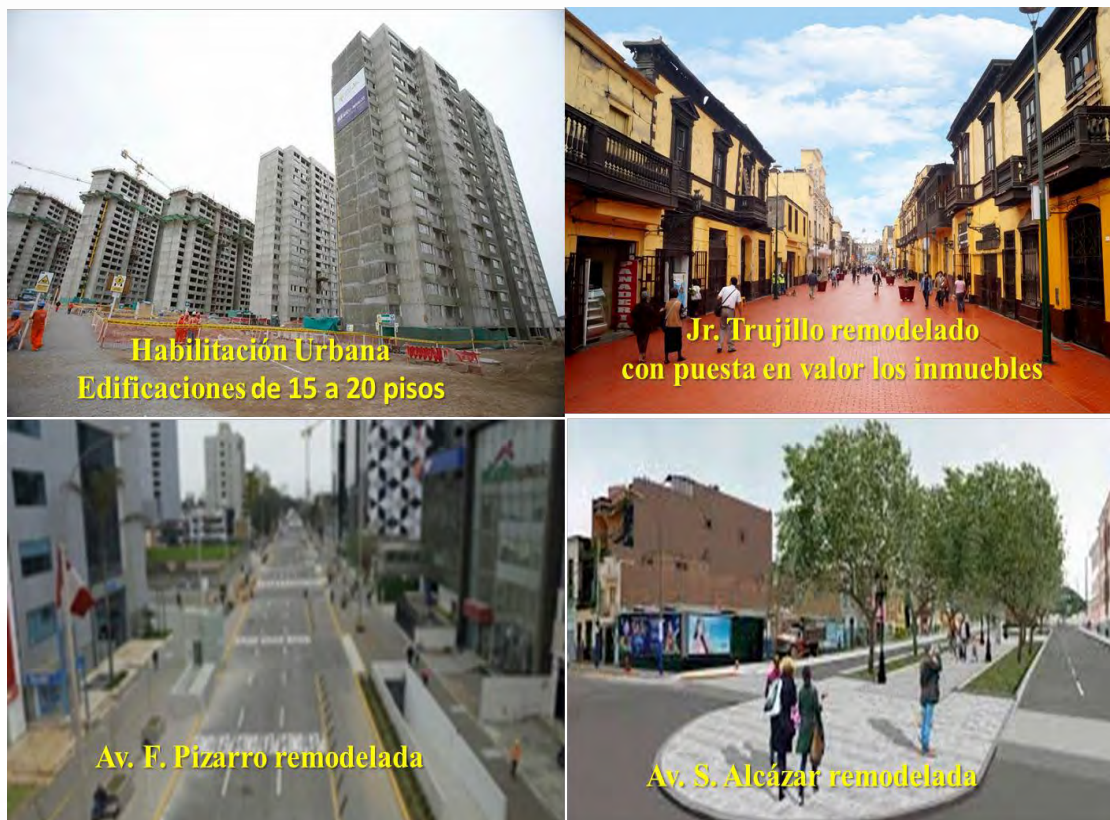 Habilitación Urbana
Edificaciones de 15 a 20 pisos
PANADERIA
Jr. Trujillo remodelado
con puesta en valor los inmuebles
Av. F. Pizarro remodelada
Av. S. Alcázar remodelada